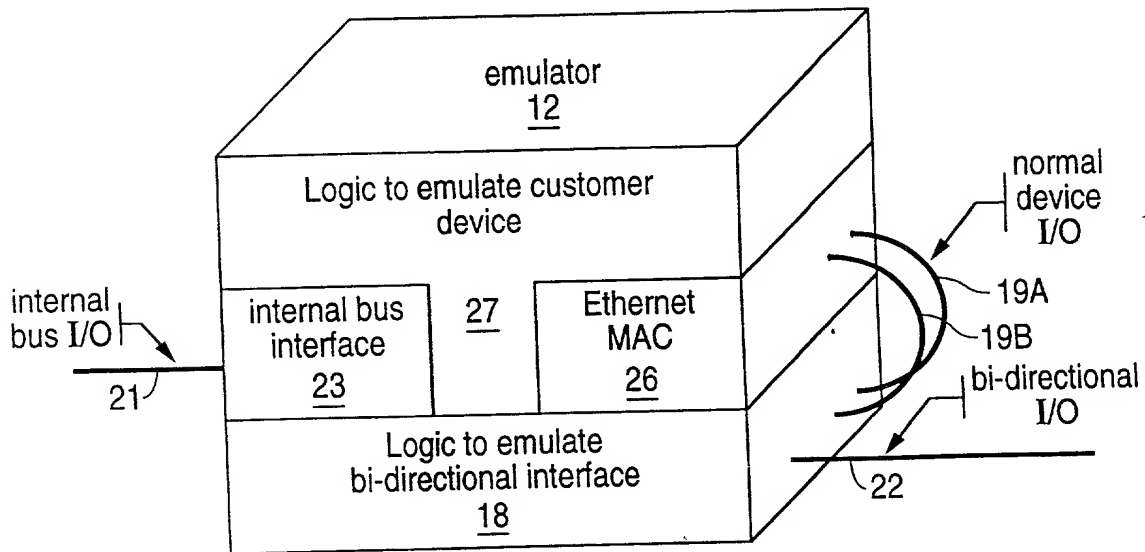 emulator
12
Logic to emulate customer
device
normal
device
I/O
19A
19B
internal
bus I/O
21
internal bus
interface
23
27
Ethernet
MAC
26
bi-directional
I/O
22
Logic to emulate
bi-directional interface
18